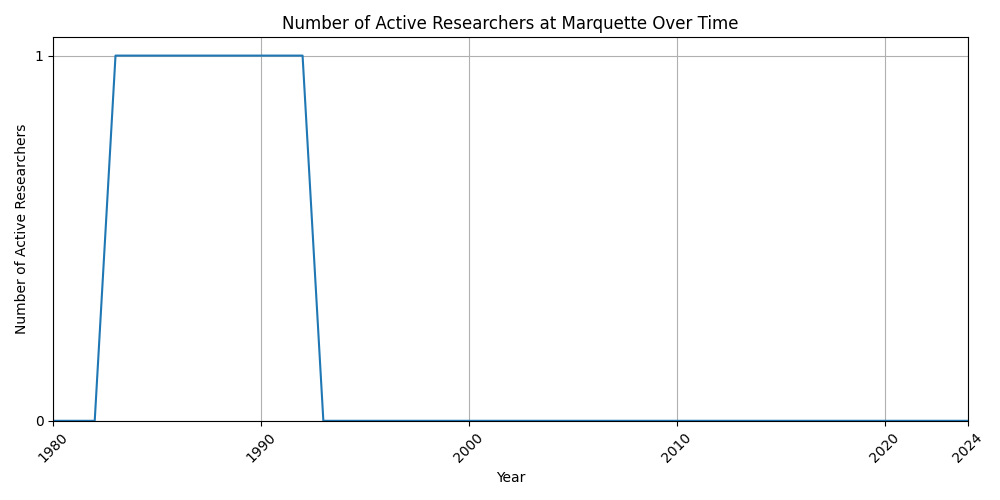 Number of Active Researchers at Marquette Over Time
Number of Active Researchers
1
0
1980
1990
2000
2010
2020
2024
Year